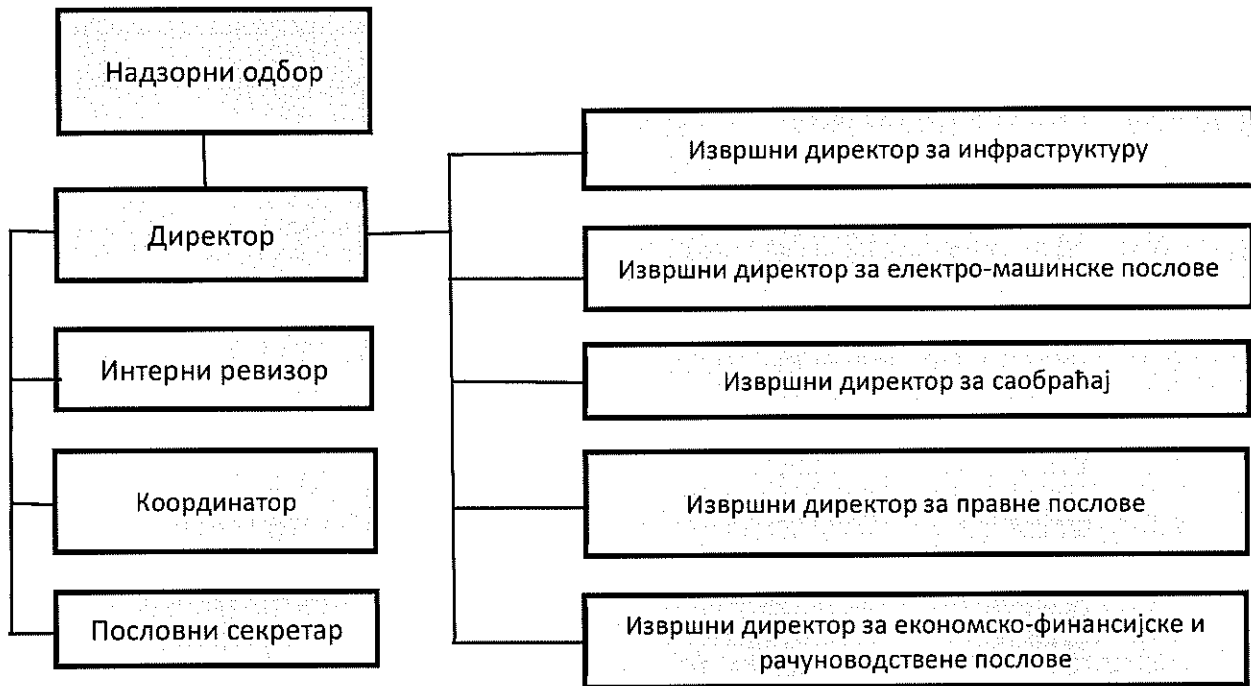 Надзорни одбор
Директор
Интерни ревизор
Координатор
Пословни секретар
Извршни директор за инфраструктуру
Извршни директор за електро-машинске послове
Извршни директор за саобраћај
Извршни директор за правне послове
Извршни директор за економско-финансијске и
рачуноводствене послове